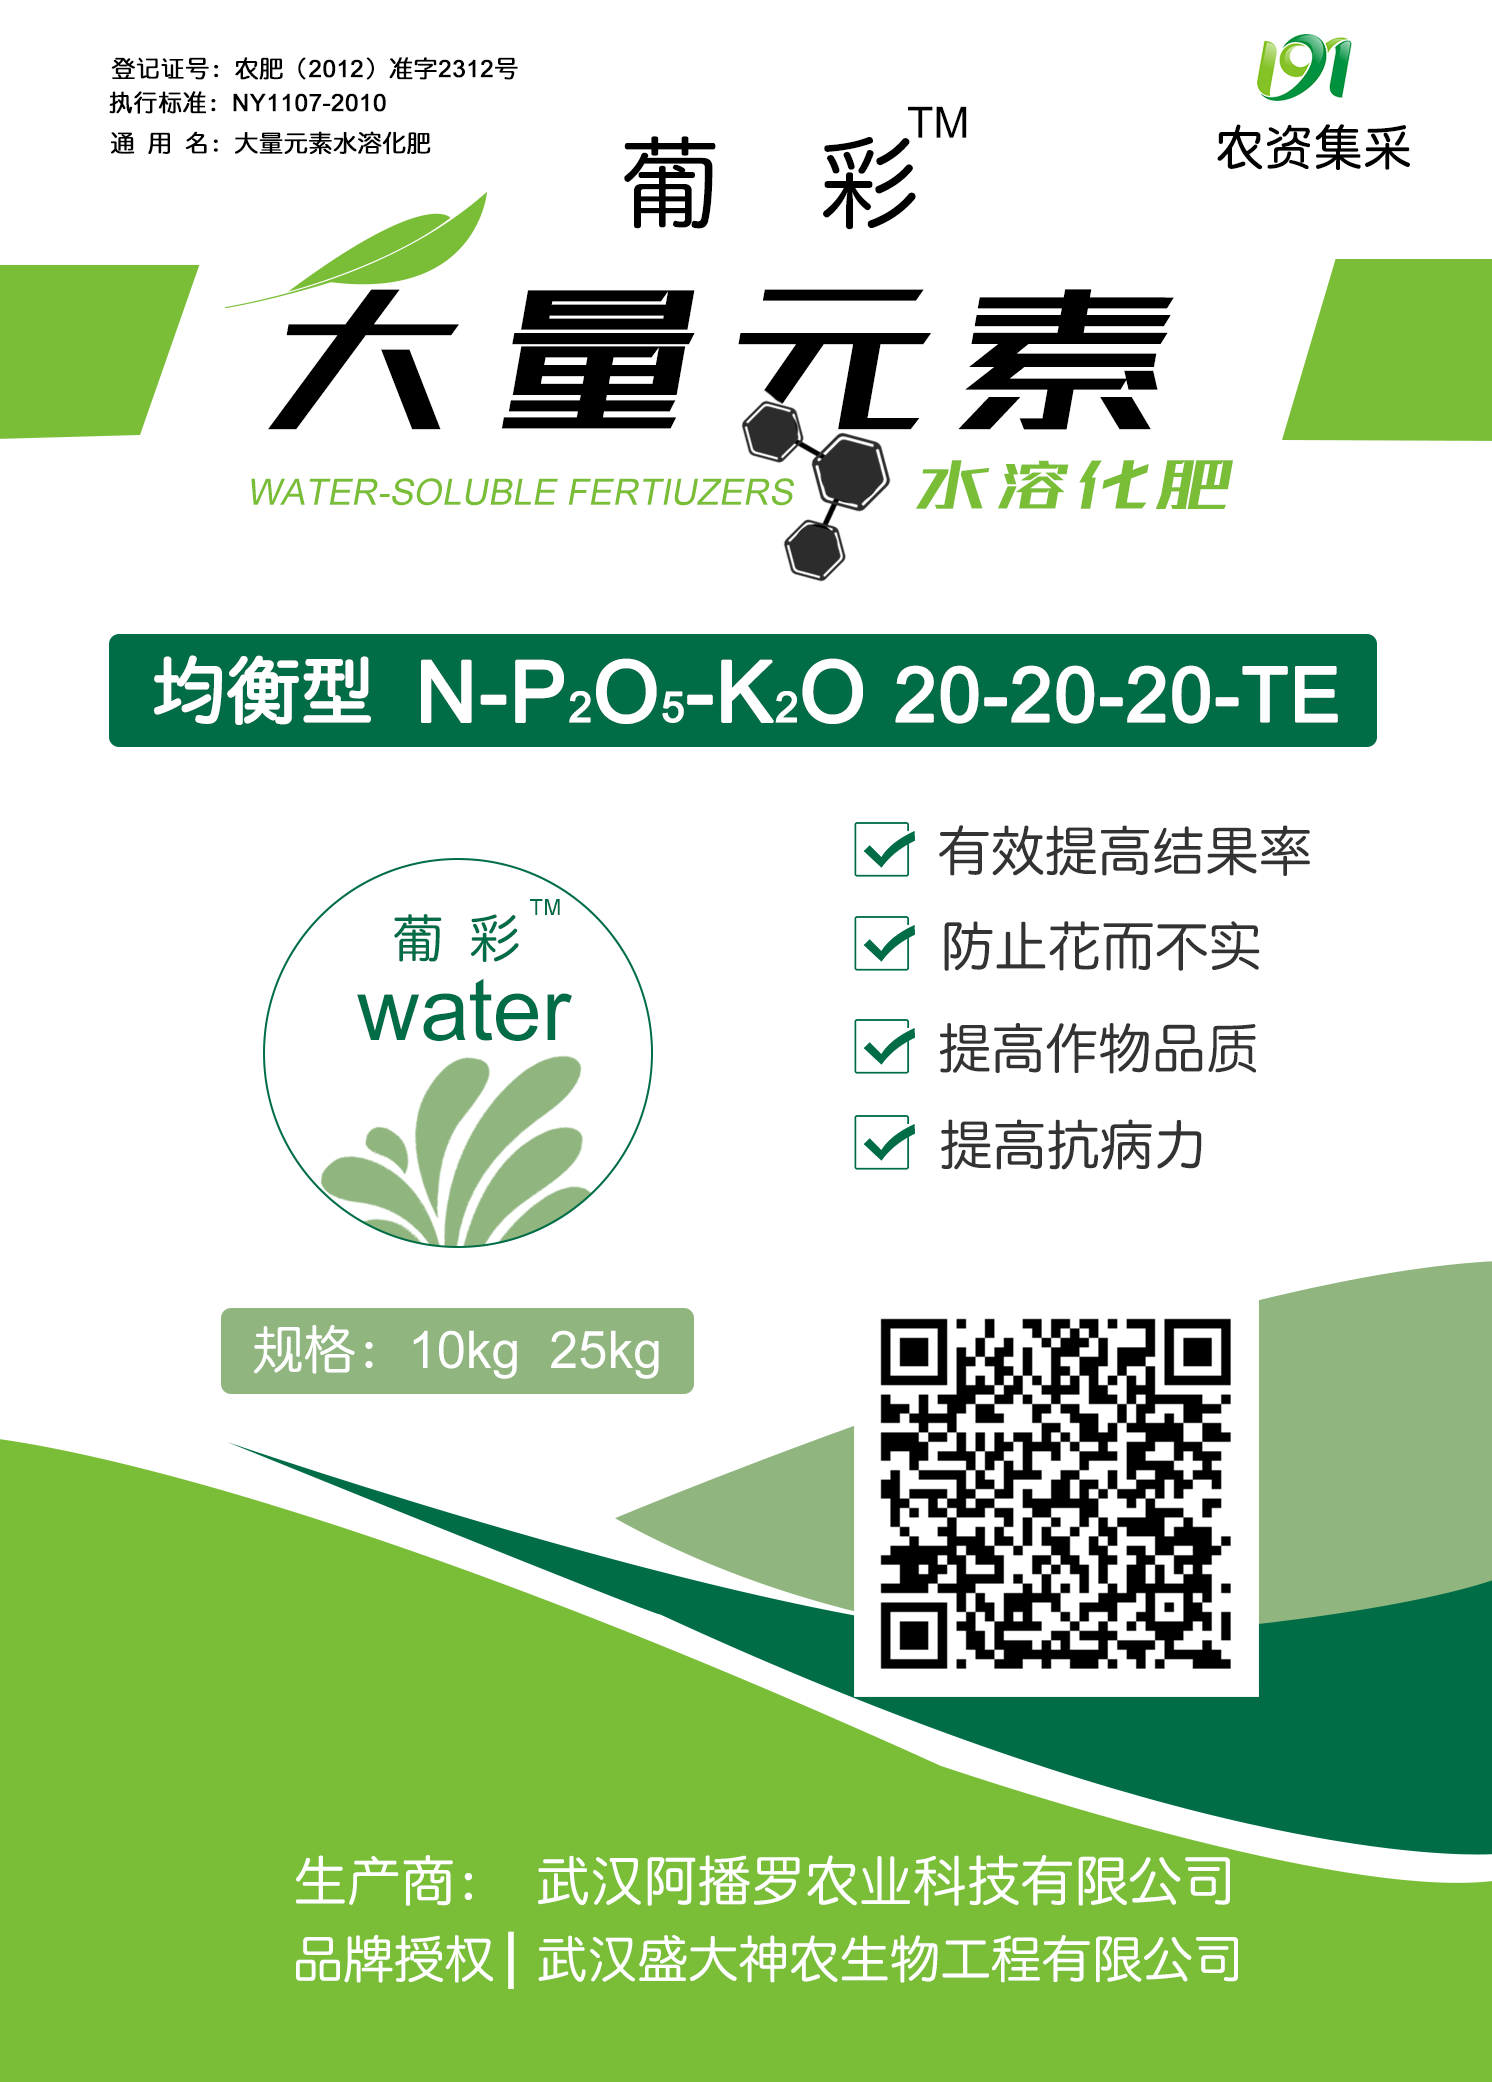 登记证号：农肥（2012）准字2312号
执行标准：NY1107-2010
通 用 名：大量元素水溶化肥
191
农资集采
葡 彩™
大量元素
WATER-SOLUBLE FERTIUZERS
水溶化肥
均衡型 N-P₂O₅-K₂O 20-20-20-TE
葡 彩™
water
有效提高结果率
防止花而不实
提高作物品质
提高抗病力
规格：10kg 25kg
生产商： 武汉阿播罗农业科技有限公司
品牌授权| 武汉盛大神农生物工程有限公司